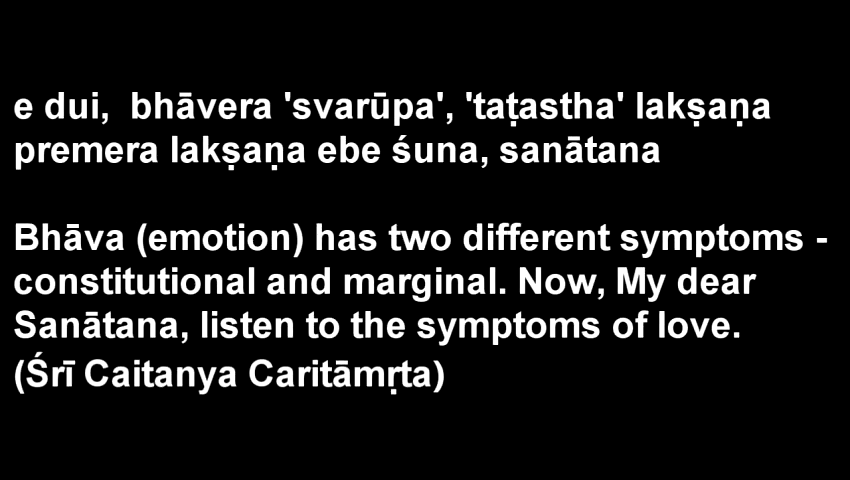 e dui,  bhāvera 'svarūpa', 'taṭastha' lakṣaṇa
premera lakṣaṇa ebe śuna, sanātana
Bhāva (emotion) has two different symptoms -
constitutional and marginal. Now, My dear
Sanātana, listen to the symptoms of love.
(Śrī Caitanya Caritāmṛta)